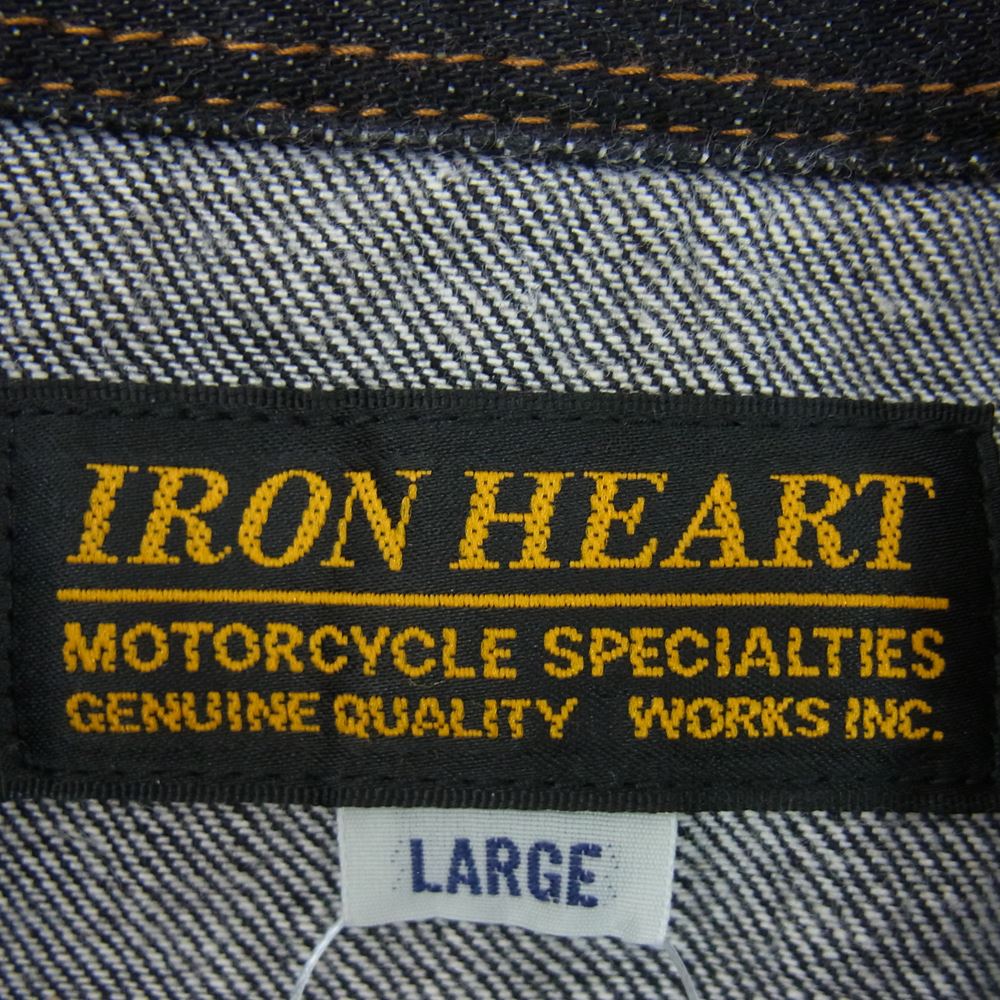 IRON HEART
MOTORCYCLE SPECIALTIES
GENUINE QUALITY WORKS INC.
LARGE